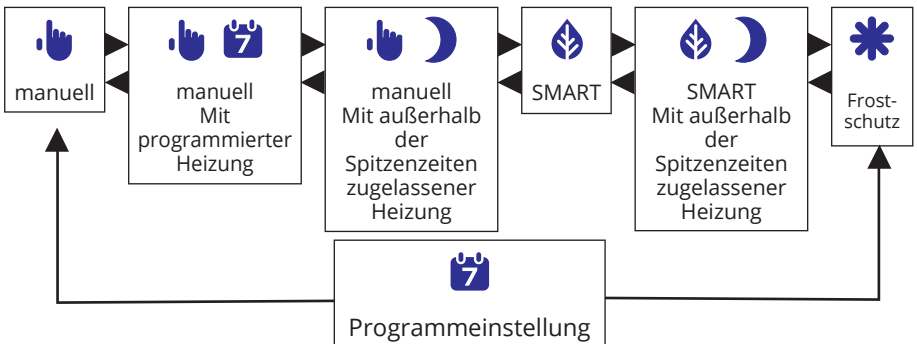 manuell
7
manuell
Mit
programmierter
Heizung
manuell
Mit außerhalb
der
Spitzenzeiten
zugelassener
Heizung
SMART
SMART
Mit außerhalb
der
Spitzenzeiten
zugelassener
Heizung
Frost-
schutz
7
Programmeinstellung